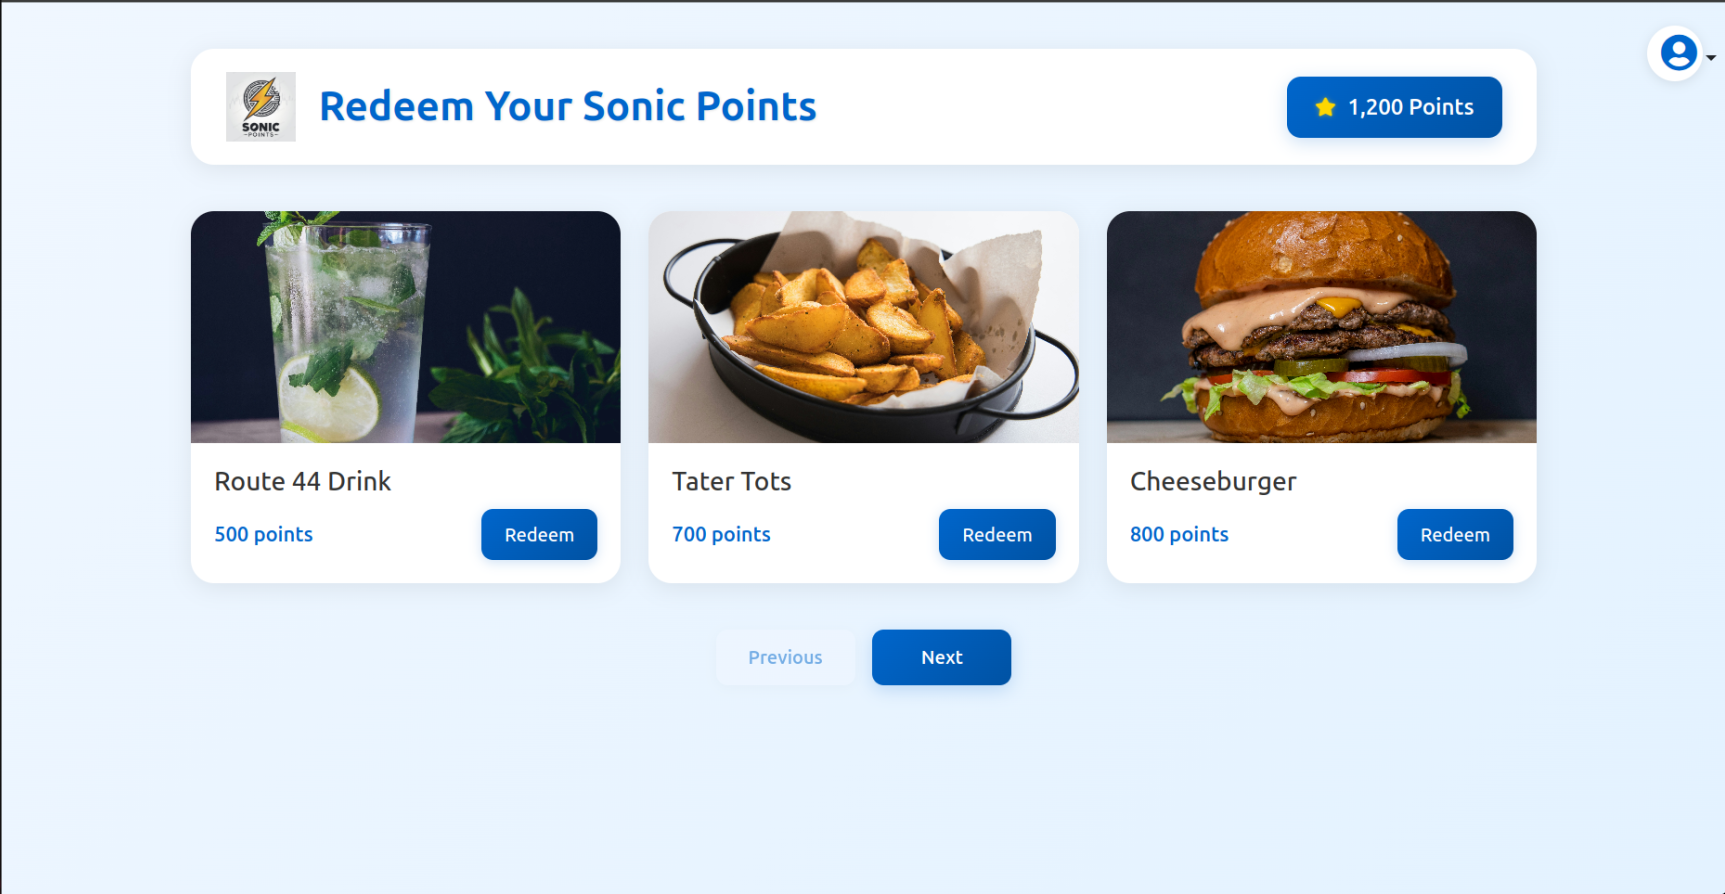 SONIC
-POINTS-
Redeem Your Sonic Points
1,200 Points
Route 44 Drink
500 points
Redeem
Tater Tots
700 points
Redeem
Cheeseburger
800 points
Redeem
Previous
Next